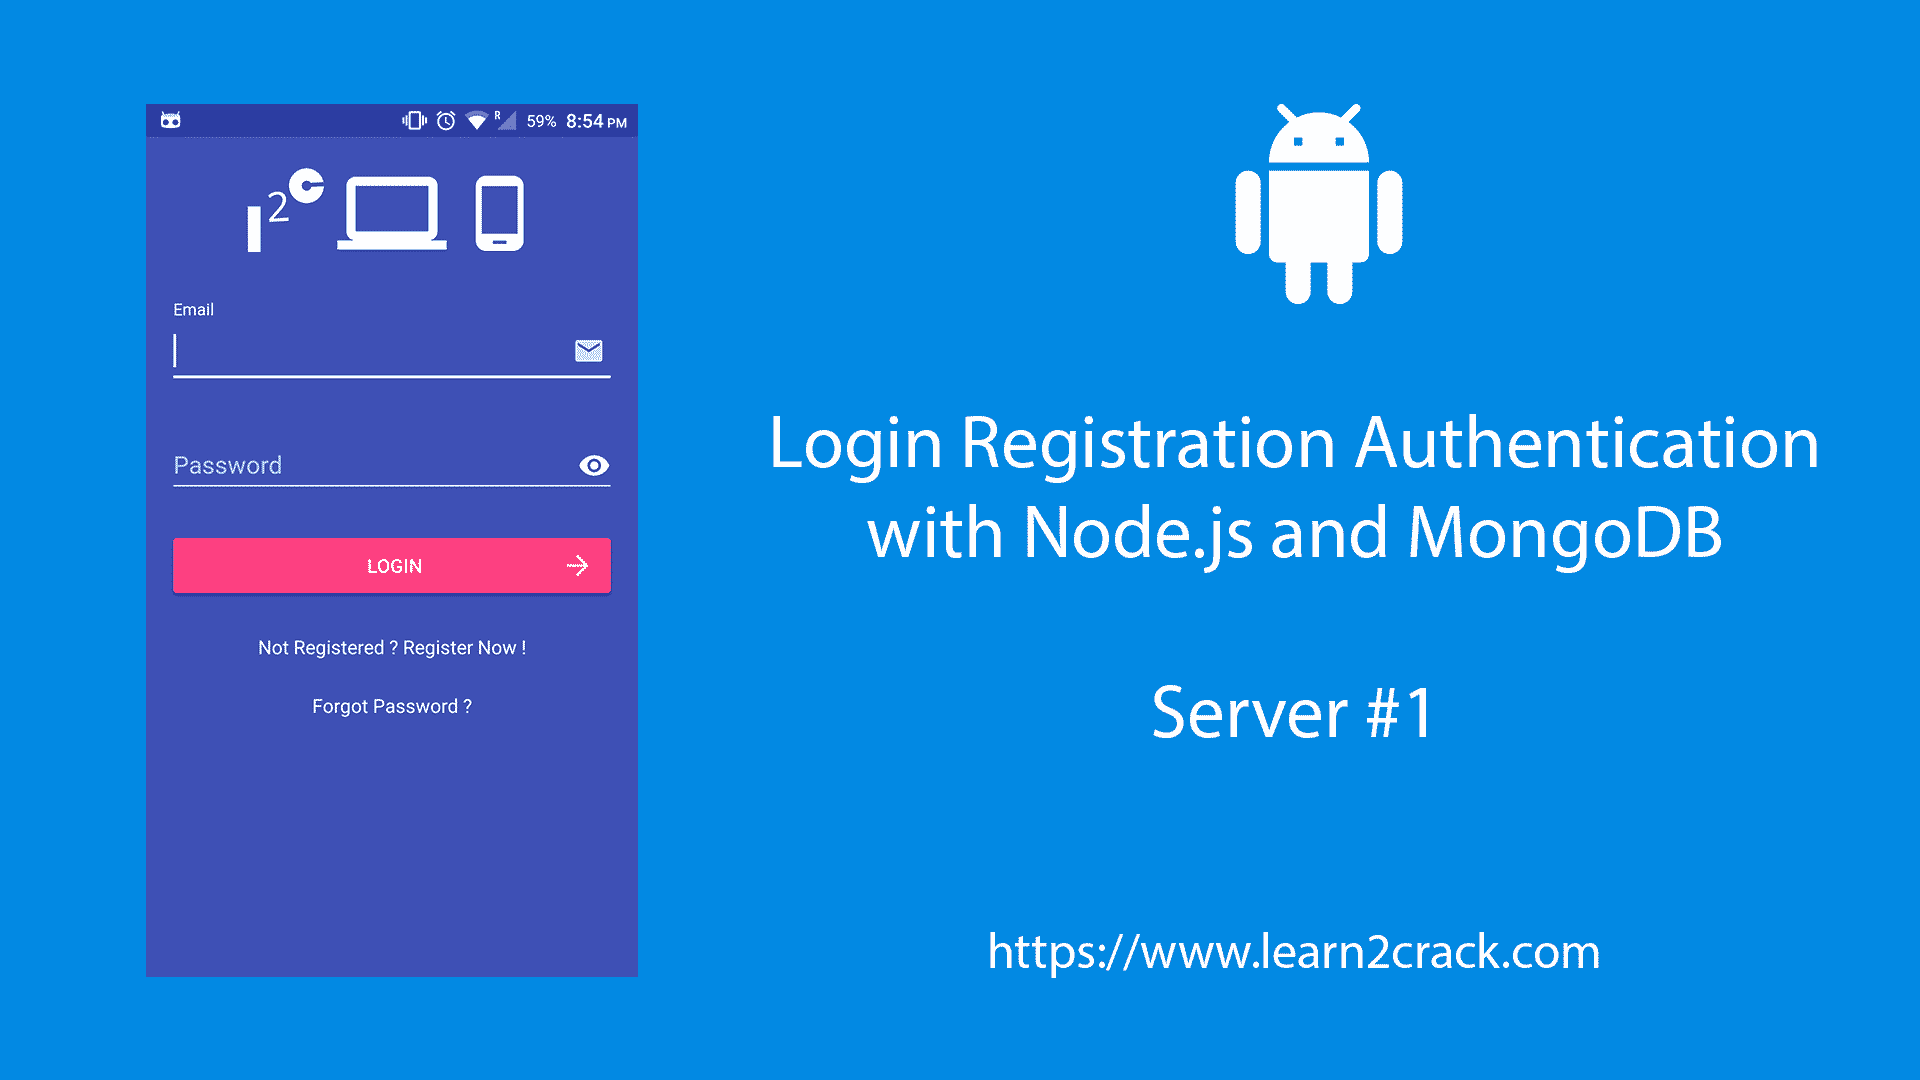 R 59% 8:54 PM
l2c
Email
Password
LOGIN
Not Registered ? Register Now !
Forgot Password ?
Login Registration Authentication
with Node.js and MongoDB
Server #1
https://www.learn2crack.com